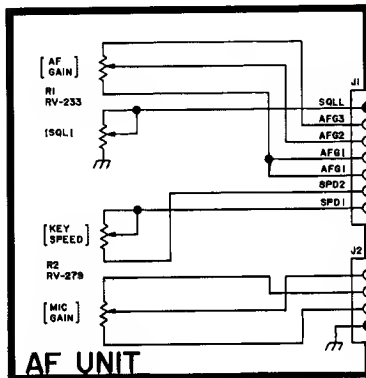 [AF GAIN]
R1
RV-233
[SQL]
[KEY SPEED]
R2
RV-279
[MIC GAIN]
J1
SQLL
AFG3
AFG2
AFG1
AFG1
SPD2
SPD1
J2
AF UNIT